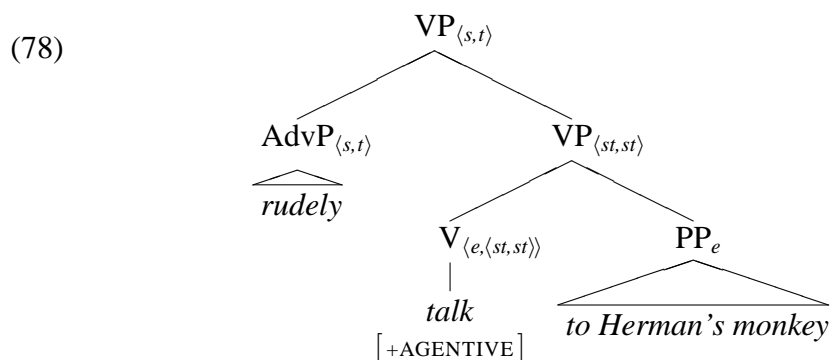 VP⟨s,t⟩
(78)
AdvP⟨s,t⟩ VP⟨st,st⟩
rudely
V⟨e,⟨st,st⟩⟩ PPe
talk to Herman’s monkey
[+AGENTIVE]